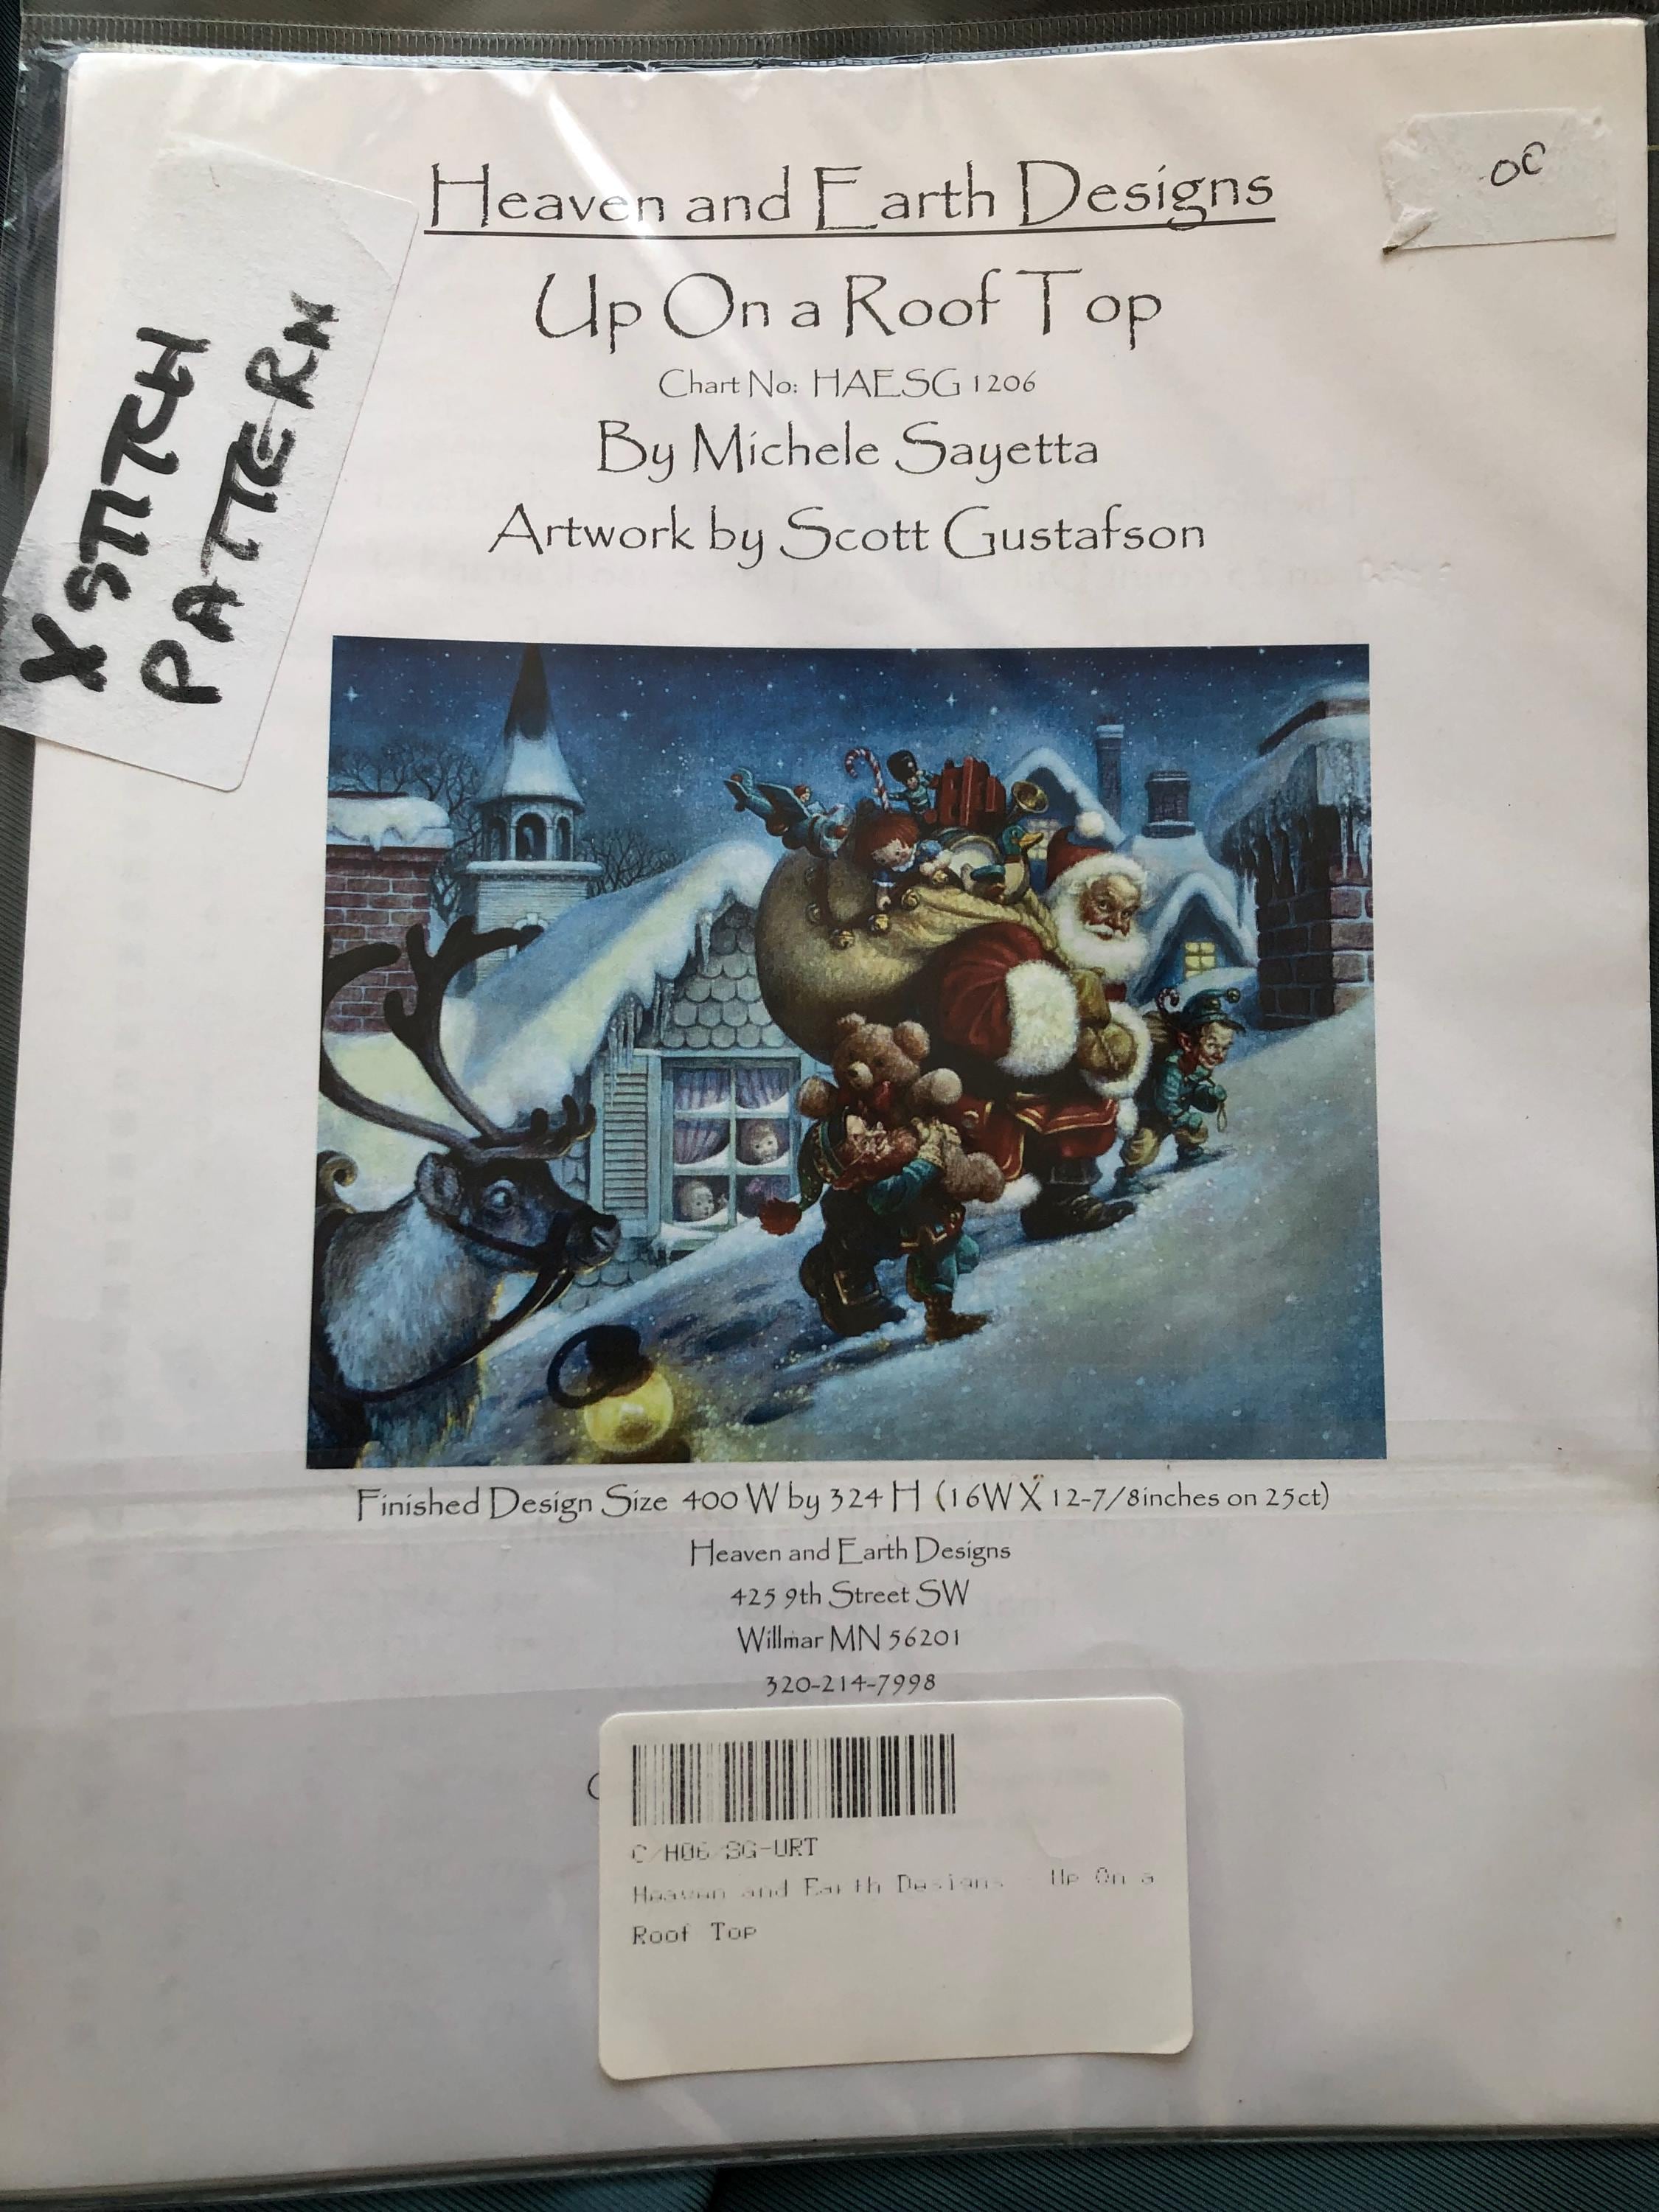 Heaven and Earth Designs
Up On a Roof Top
Chart No: HAESG 1206
By Michele Sayetta
Artwork by Scott Gustafson
X STITCH
PATTERN
OC
Finished Design Size 400 W by 324 H (16W X 12-7/8inches on 25ct)
Heaven and Earth Designs
425 9th Street SW
Willmar MN 56201
320-214-7998
C/H06/SG-URT
Heaven and Earth Designs - Up On a
Roof Top